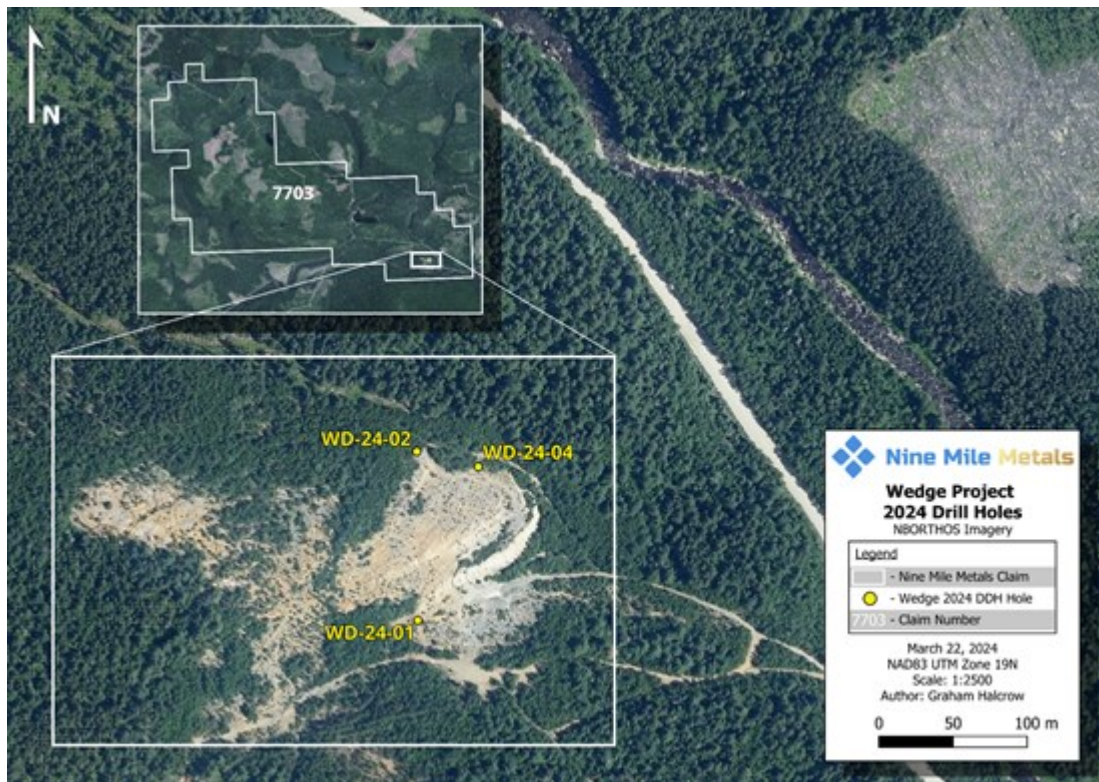 N
7703
WD-24-02
WD-24-04
WD-24-01
Nine Mile Metals
Wedge Project
2024 Drill Holes
NBORTHOS Imagery
Legend
- Nine Mile Metals Claim
- Wedge 2024 DDH Hole
7703 - Claim Number
March 22, 2024
NAD83 UTM Zone 19N
Scale: 1:2500
Author: Graham Halcrow
0 50 100 m